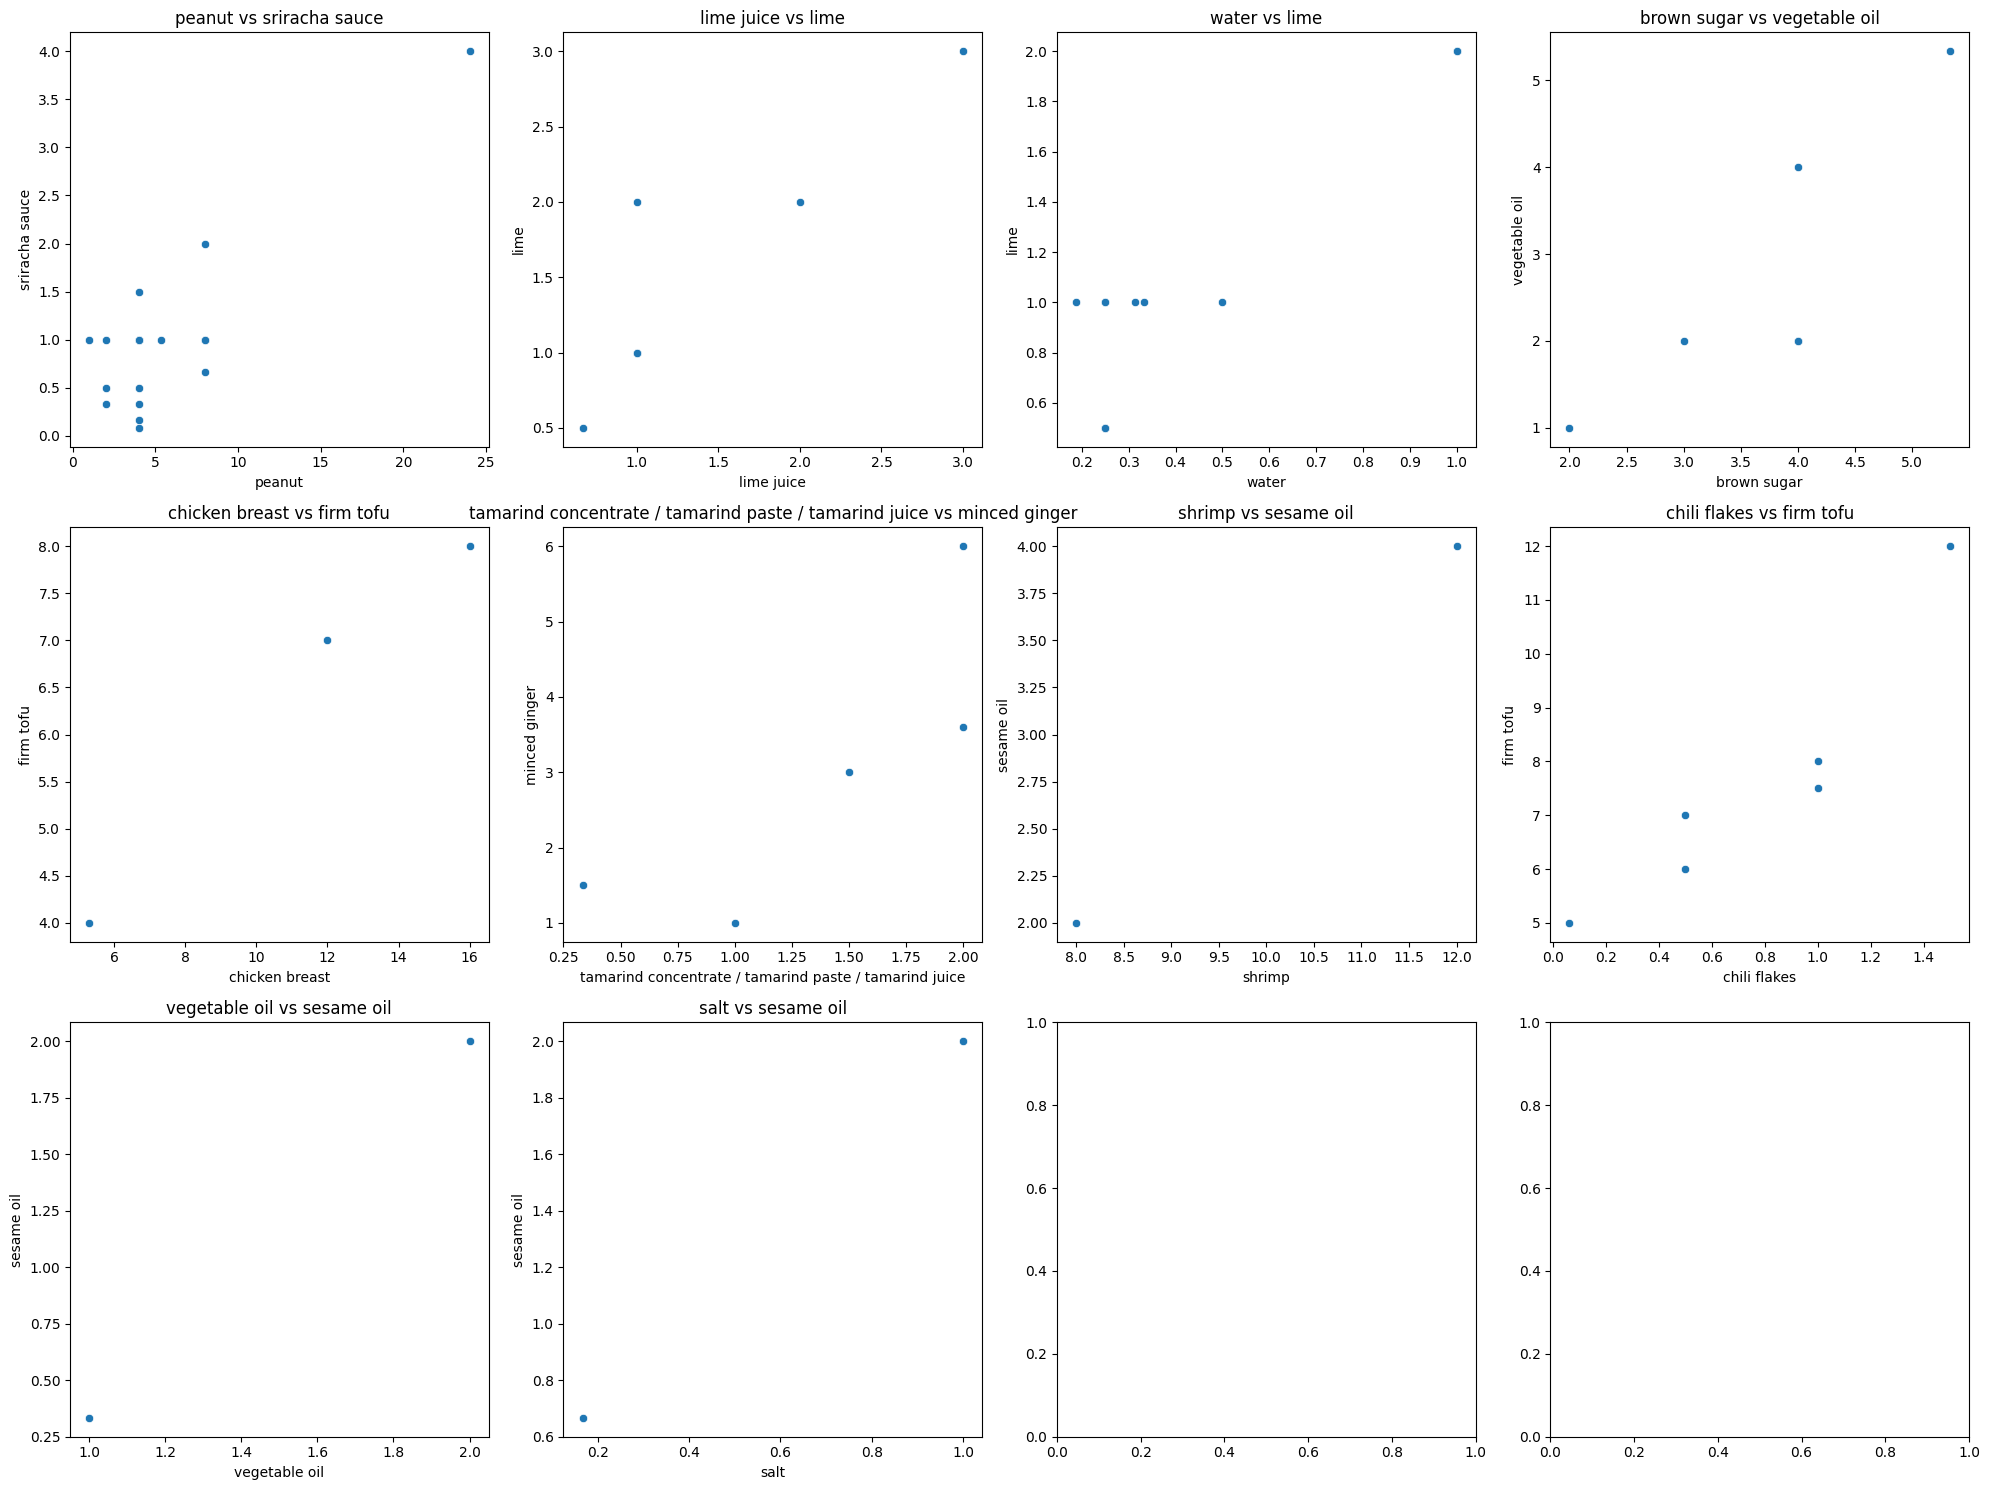 peanut vs sriracha sauce
4.0
3.5
3.0
2.5
2.0
1.5
1.0
0.5
0.0
sriracha sauce
0 5 10 15 20 25
peanut
lime juice vs lime
3.0
2.5
2.0
1.5
1.0
0.5
lime
1.0 1.5 2.0 2.5 3.0
lime juice
water vs lime
2.0
1.8
1.6
1.4
1.2
1.0
0.8
0.6
lime
0.2 0.3 0.4 0.5 0.6 0.7 0.8 0.9 1.0
water
brown sugar vs vegetable oil
5
4
3
2
1
vegetable oil
2.0 2.5 3.0 3.5 4.0 4.5 5.0
brown sugar
chicken breast vs firm tofu
8.0
7.5
7.0
6.5
6.0
5.5
5.0
4.5
4.0
firm tofu
6 8 10 12 14 16
chicken breast
tamarind concentrate / tamarind paste / tamarind juice vs minced ginger
6
5
4
3
2
1
minced ginger
0.25 0.50 0.75 1.00 1.25 1.50 1.75 2.00
tamarind concentrate / tamarind paste / tamarind juice
shrimp vs sesame oil
4.00
3.75
3.50
3.25
3.00
2.75
2.50
2.25
2.00
sesame oil
8.0 8.5 9.0 9.5 10.0 10.5 11.0 11.5 12.0
shrimp
chili flakes vs firm tofu
12
11
10
9
8
7
6
5
firm tofu
0.0 0.2 0.4 0.6 0.8 1.0 1.2 1.4
chili flakes
vegetable oil vs sesame oil
2.00
1.75
1.50
1.25
1.00
0.75
0.50
0.25
sesame oil
1.0 1.2 1.4 1.6 1.8 2.0
vegetable oil
salt vs sesame oil
2.0
1.8
1.6
1.4
1.2
1.0
0.8
0.6
sesame oil
0.2 0.4 0.6 0.8 1.0
salt
1.0
0.8
0.6
0.4
0.2
0.0
0.0 0.2 0.4 0.6 0.8 1.0
1.0
0.8
0.6
0.4
0.2
0.0
0.0 0.2 0.4 0.6 0.8 1.0